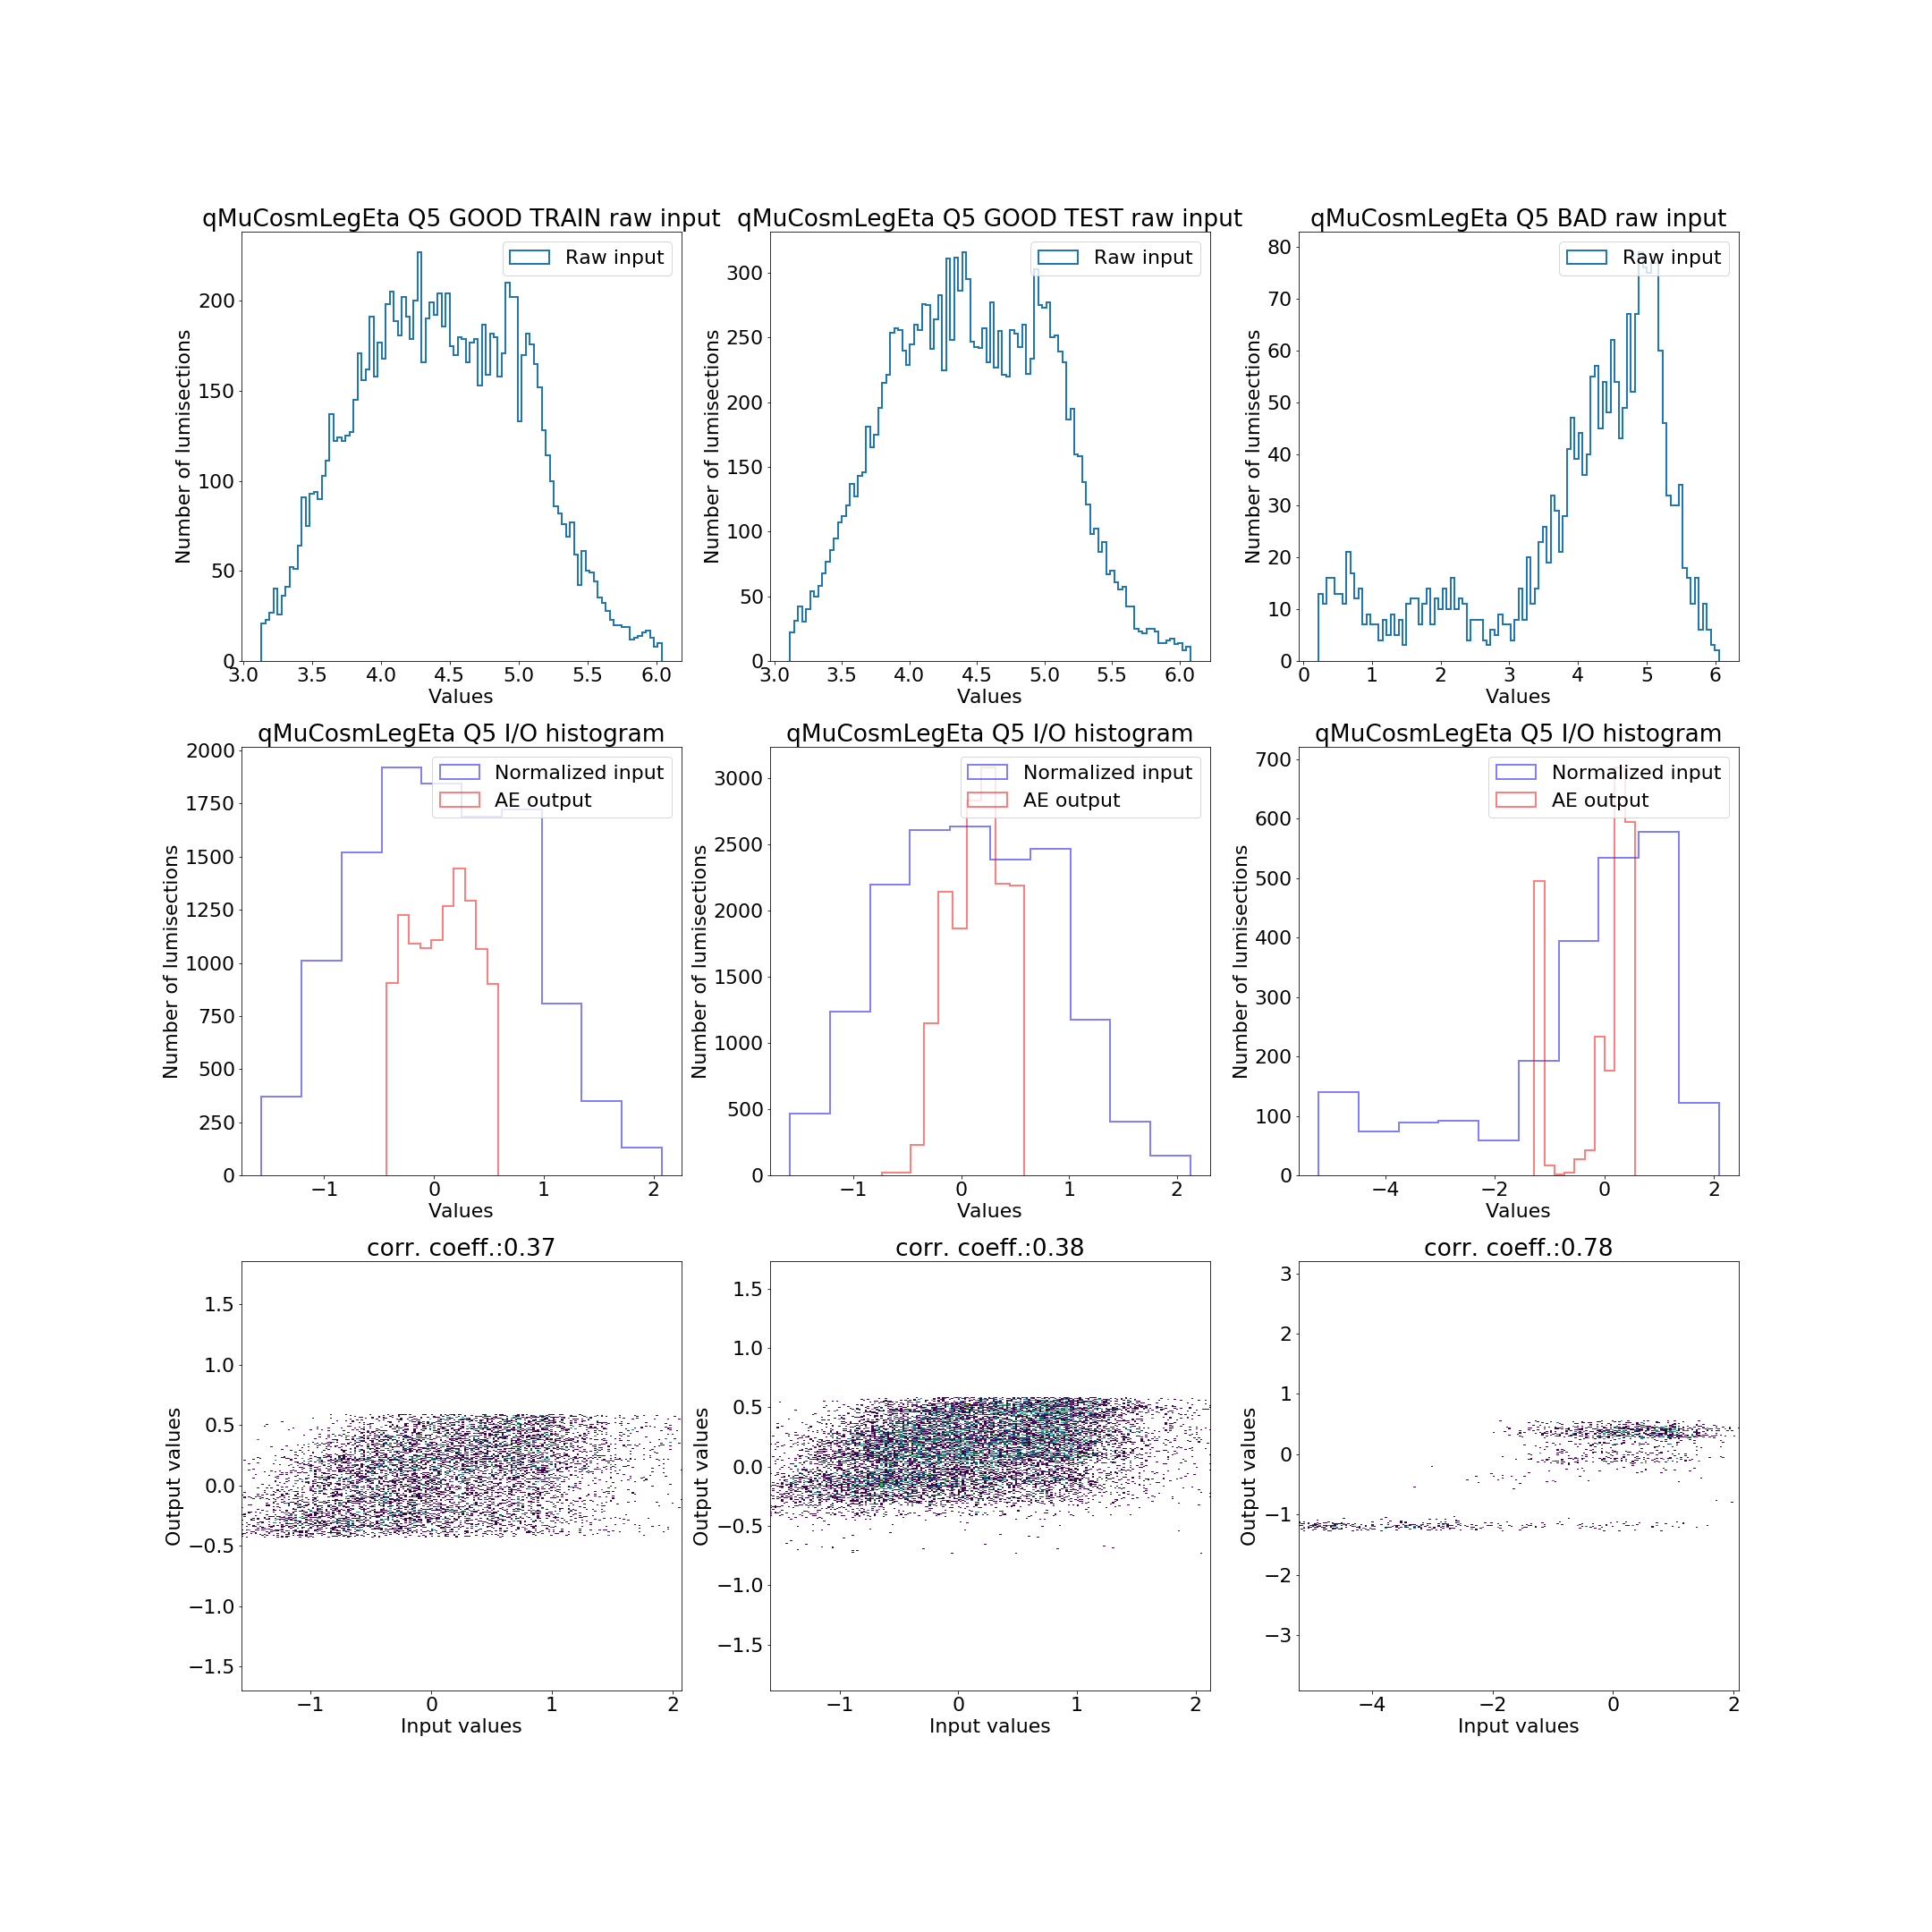 qMuCosmLegEta Q5 GOOD TRAIN raw input
Raw input
Number of lumisections
200
150
100
50
0
3.0 3.5 4.0 4.5 5.0 5.5 6.0
Values
qMuCosmLegEta Q5 GOOD TEST raw input
Raw input
Number of lumisections
300
250
200
150
100
50
0
3.0 3.5 4.0 4.5 5.0 5.5 6.0
Values
qMuCosmLegEta Q5 BAD raw input
Raw input
Number of lumisections
80
70
60
50
40
30
20
10
0
0 1 2 3 4 5 6
Values
qMuCosmLegEta Q5 I/O histogram
Normalized input
AE output
Number of lumisections
2000
1750
1500
1250
1000
750
500
250
0
−1 0 1 2
Values
qMuCosmLegEta Q5 I/O histogram
Normalized input
AE output
Number of lumisections
3000
2500
2000
1500
1000
500
0
−1 0 1 2
Values
qMuCosmLegEta Q5 I/O histogram
Normalized input
AE output
Number of lumisections
700
600
500
400
300
200
100
0
−4 −2 0 2
Values
corr. coeff.:0.37
Output values
1.5
1.0
0.5
0.0
−0.5
−1.0
−1.5
−1 0 1 2
Input values
corr. coeff.:0.38
Output values
1.5
1.0
0.5
0.0
−0.5
−1.0
−1.5
−1 0 1 2
Input values
corr. coeff.:0.78
Output values
3
2
1
0
−1
−2
−3
−4 −2 0 2
Input values